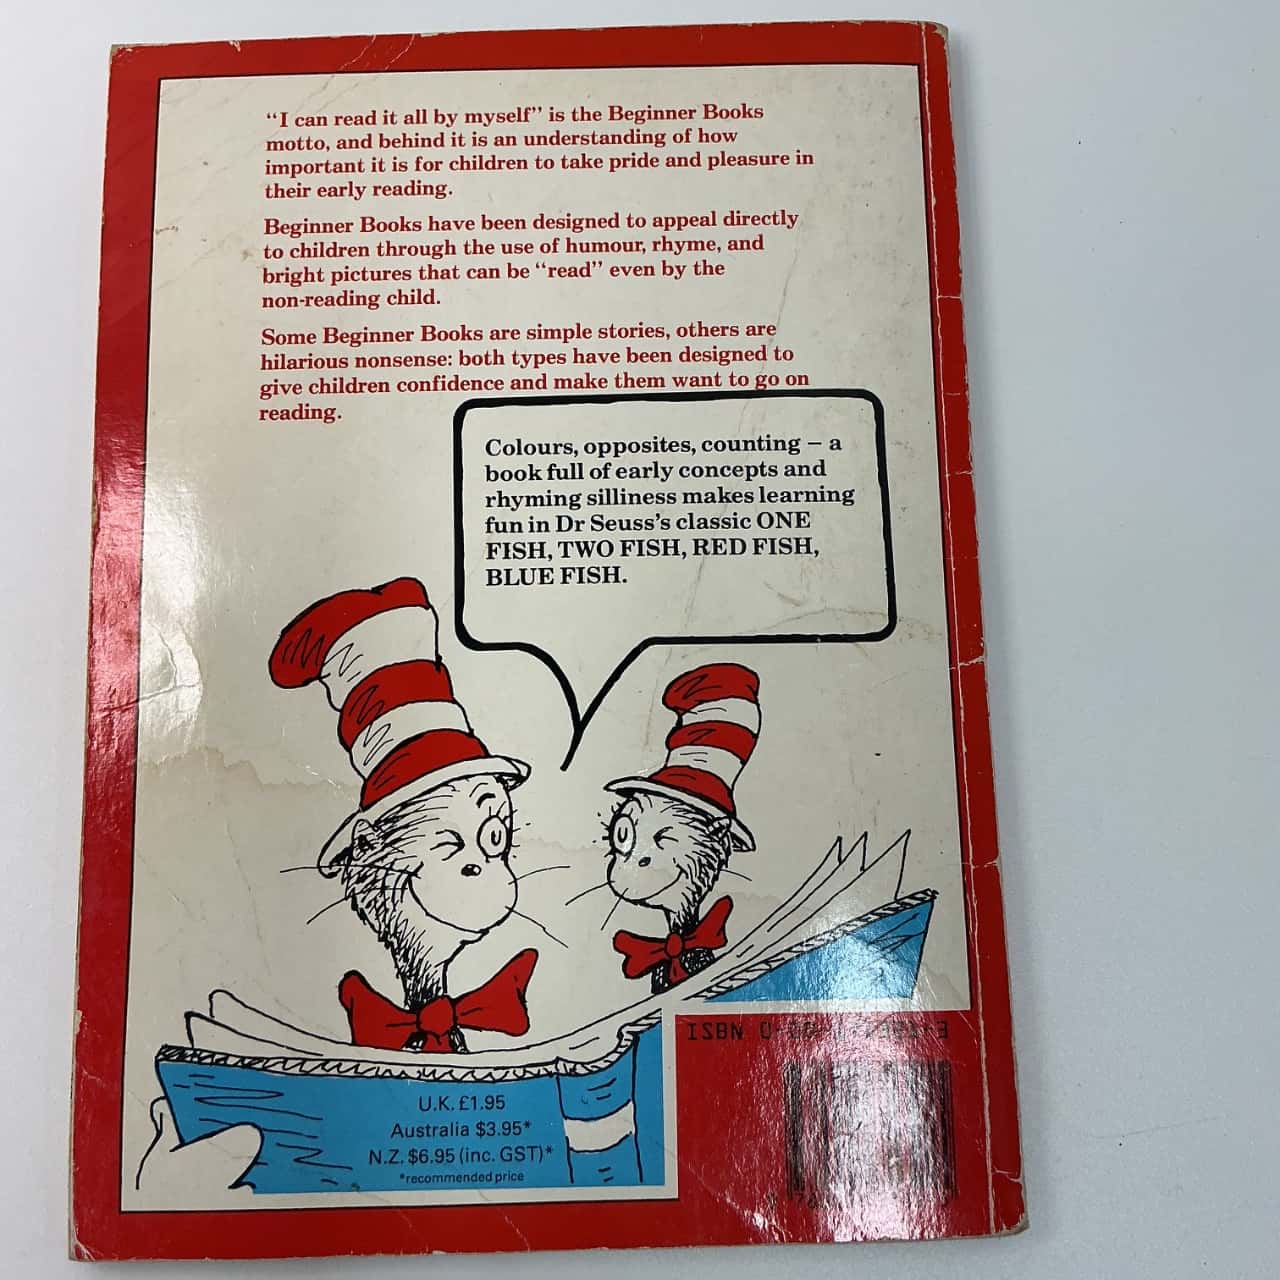 “I can read it all by myself” is the Beginner Books
motto, and behind it is an understanding of how
important it is for children to take pride and pleasure in
their early reading.
Beginner Books have been designed to appeal directly
to children through the use of humour, rhyme, and
bright pictures that can be “read” even by the
non-reading child.
Some Beginner Books are simple stories, others are
hilarious nonsense: both types have been designed to
give children confidence and make them want to go on
reading.
Colours, opposites, counting – a
book full of early concepts and
rhyming silliness makes learning
fun in Dr Seuss’s classic ONE
FISH, TWO FISH, RED FISH,
BLUE FISH.
U.K. £1.95
Australia $3.95*
N.Z. $6.95 (inc. GST)*
*recommended price
ISBN